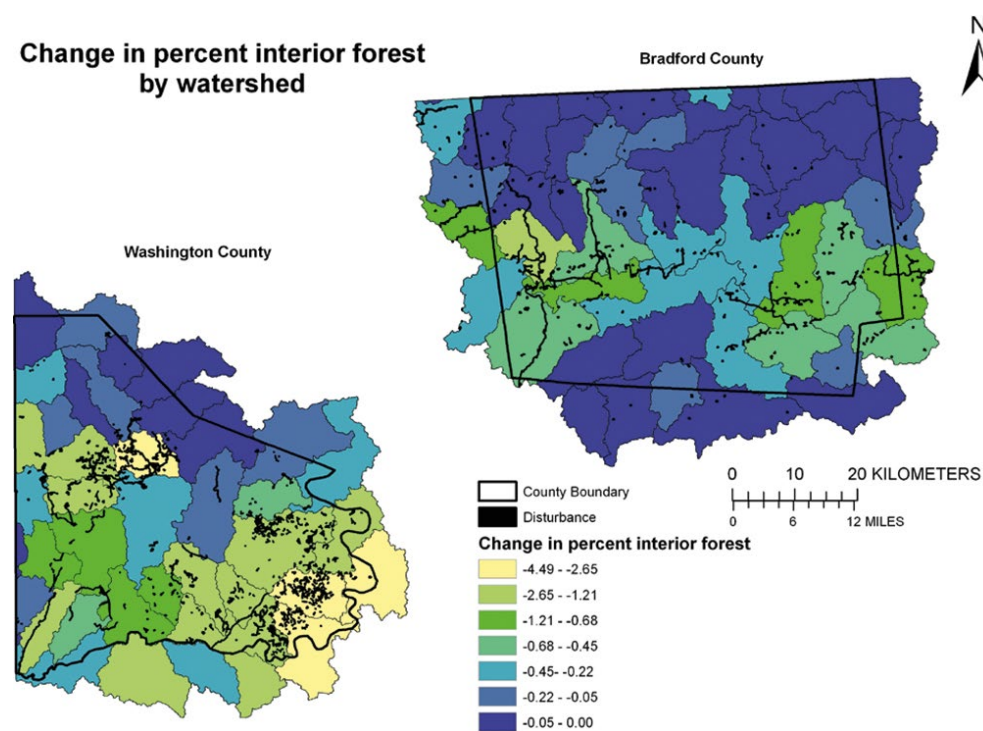 Change in percent interior forest
by watershed
Bradford County
N
Washington County
0 10 20 KILOMETERS
0 6 12 MILES
County Boundary
Disturbance
Change in percent interior forest
-4.49 - -2.65
-2.65 - -1.21
-1.21 - -0.68
-0.68 - -0.45
-0.45- -0.22
-0.22 - -0.05
-0.05 - 0.00